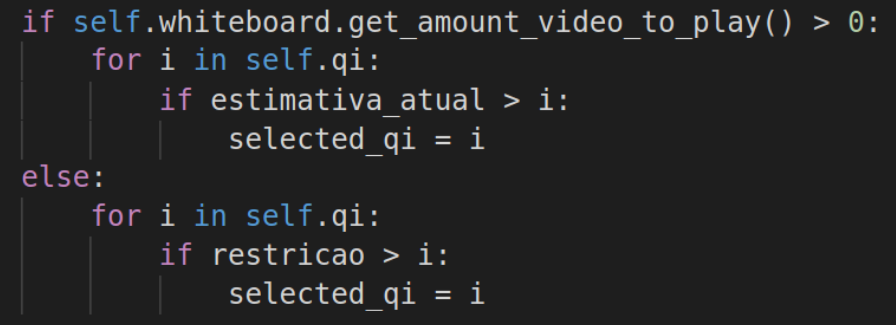 if self.whiteboard.get_amount_video_to_play() > 0:
    for i in self.qi:
        if estimativa_atual > i:
            selected_qi = i
else:
    for i in self.qi:
        if restricao > i:
            selected_qi = i